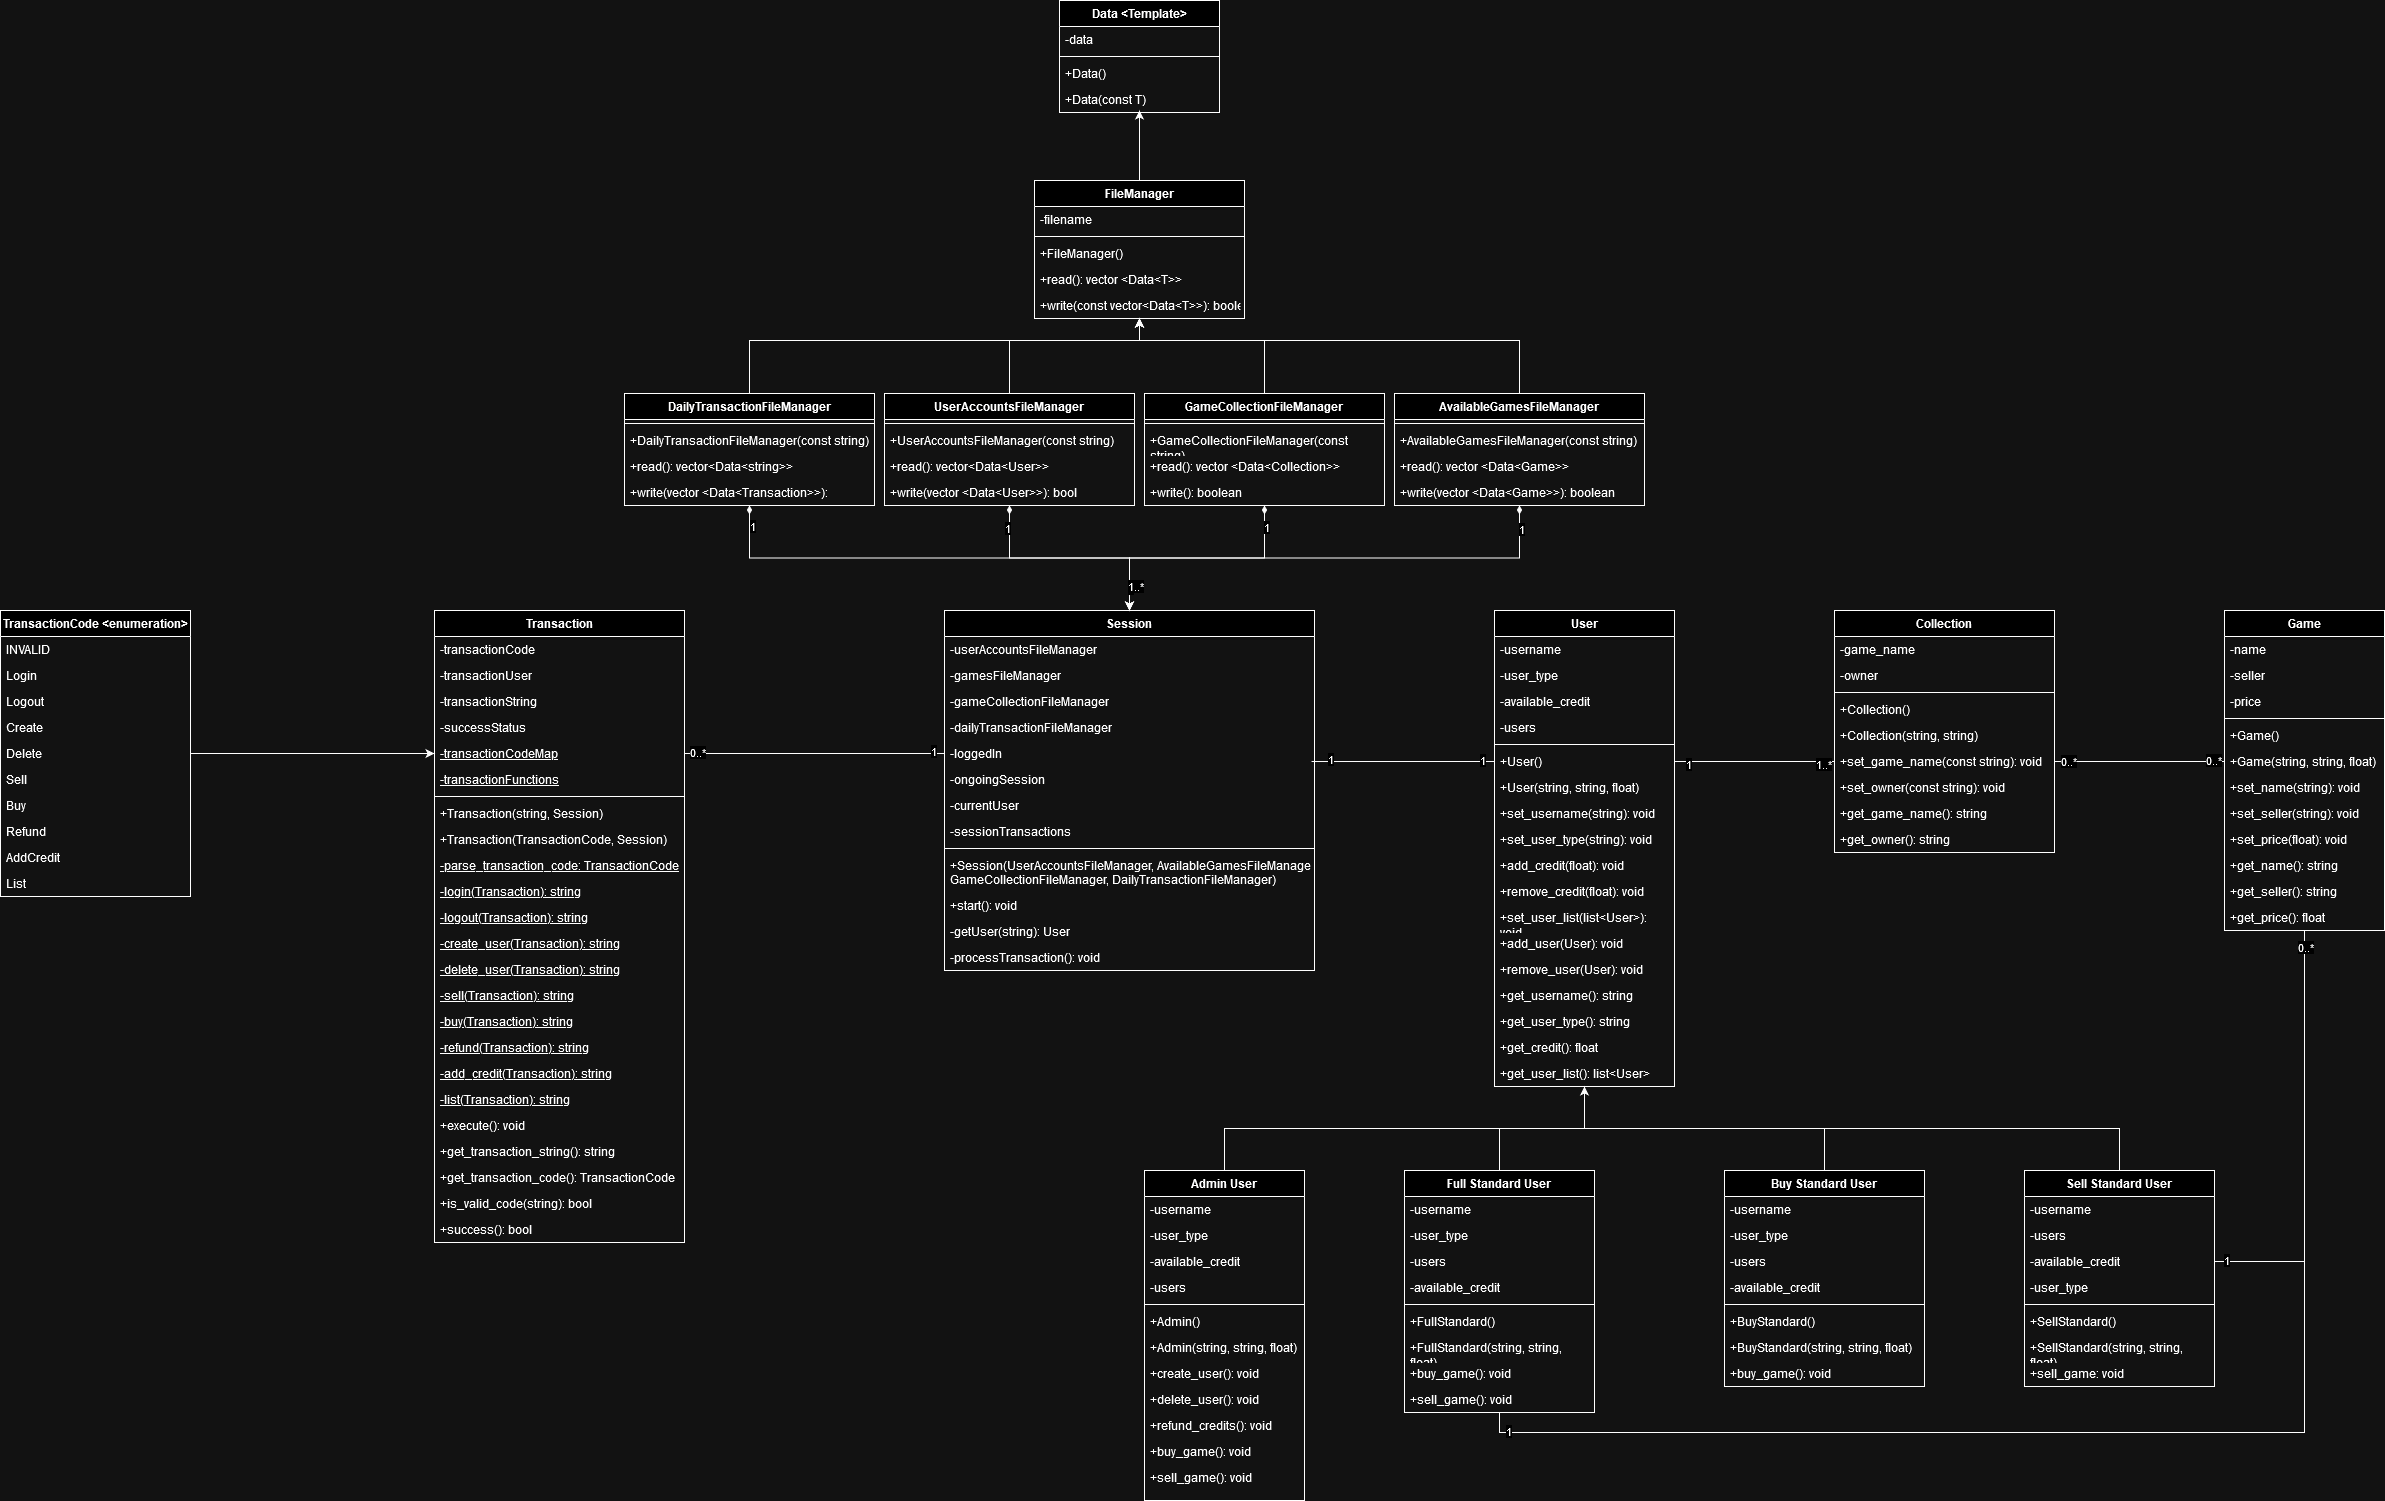 Data <Template>
-data
+Data()
+Data(const T)
FileManager
-filename
+FileManager()
+read(): vector <Data<T>>
+write(const vector<Data<T>>):
DailyTransactionFileManager
+DailyTransactionFileManager(const string)
+read(): vector<Data<string>>
+write(vector <Data<Transaction>>):
UserAccountsFileManager
+UserAccountsFileManager(const string)
+read(): vector<Data<User>>
+write(vector <Data<User>>): bool
GameCollectionFileManager
+GameCollectionFileManager(const
string)
+read(): vector <Data<Collection>>
+write(): boolean
AvailableGamesFileManager
+AvailableGamesFileManager(const string)
+read(): vector <Data<Game>>
+write(vector <Data<Game>>): boolean
1
1
1
1
1..*
TransactionCode <enumeration>
INVALID
Login
Logout
Create
Delete
Sell
Buy
Refund
AddCredit
List
Transaction
-transactionCode
-transactionUser
-transactionString
-successStatus
-transactionCodeMap
-transactionFunctions
+Transaction(string, Session)
+Transaction(TransactionCode, Session)
-parse_transaction_code: TransactionCode
-login(Transaction): string
-logout(Transaction): string
-create_user(Transaction): string
-delete_user(Transaction): string
-sell(Transaction): string
-buy(Transaction): string
-refund(Transaction): string
-add_credit(Transaction): string
-list(Transaction): string
+execute(): void
+get_transaction_string(): string
+get_transaction_code(): TransactionCode
+is_valid_code(string): bool
+success(): bool
0..*
1
Session
-userAccountsFileManager
-gamesFileManager
-gameCollectionFileManager
-dailyTransactionFileManager
-loggedIn
-ongoingSession
-currentUser
-sessionTransactions
+Session(UserAccountsFileManager, AvailableGamesFileManage
GameCollectionFileManager, DailyTransactionFileManager)
+start(): void
-getUser(string): User
-processTransaction(): void
1
1
User
-username
-user_type
-available_credit
-users
+User()
+User(string, string, float)
+set_username(string): void
+set_user_type(string): void
+add_credit(float): void
+remove_credit(float): void
+set_user_list(list<User>):
void
+add_user(User): void
+remove_user(User): void
+get_username(): string
+get_user_type(): string
+get_credit(): float
+get_user_list(): list<User>
1
1..*
Collection
-game_name
-owner
+Collection()
+Collection(string, string)
+set_game_name(const string): void
+set_owner(const string): void
+get_game_name(): string
+get_owner(): string
0..*
0..*
Game
-name
-seller
-price
+Game()
+Game(string, string, float)
+set_name(string): void
+set_seller(string): void
+set_price(float): void
+get_name(): string
+get_seller(): string
+get_price(): float
0..*
Admin User
-username
-user_type
-available_credit
-users
+Admin()
+Admin(string, string, float)
+create_user(): void
+delete_user(): void
+refund_credits(): void
+buy_game(): void
+sell_game(): void
Full Standard User
-username
-user_type
-users
-available_credit
+FullStandard()
+FullStandard(string, string,
float)
+buy_game(): void
+sell_game(): void
1
Buy Standard User
-username
-user_type
-users
-available_credit
+BuyStandard()
+BuyStandard(string, string, float)
+buy_game(): void
Sell Standard User
-username
-users
-available_credit
-user_type
+SellStandard()
+SellStandard(string, string,
float)
+sell_game: void
1